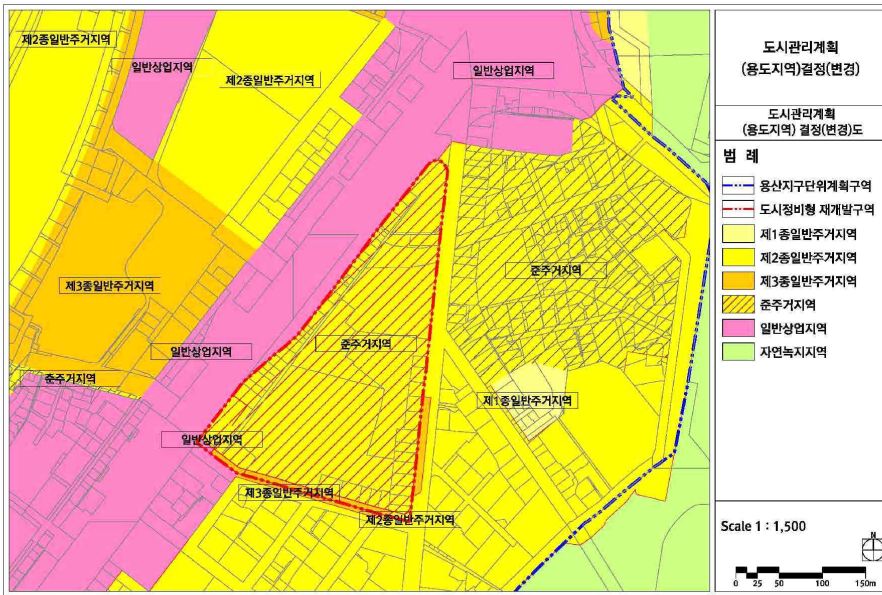 제2종일반주거지역
일반상업지역
제2종일반주거지역
일반상업지역
준주거지역
제3종일반주거지역
준주거지역
일반상업지역
준주거지역
제1종일반주거지역
일반상업지역
제3종일반주거지역
제2종일반주거지역
도시관리계획
(용도지역)결정(변경)
도시관리계획
(용도지역) 결정(변경)도
범 례
용산지구단위계획구역
도시정비형 재개발구역
제1종일반주거지역
제2종일반주거지역
제3종일반주거지역
준주거지역
일반상업지역
자연녹지지역
Scale 1 : 1,500
N
0 25 50 100 150m